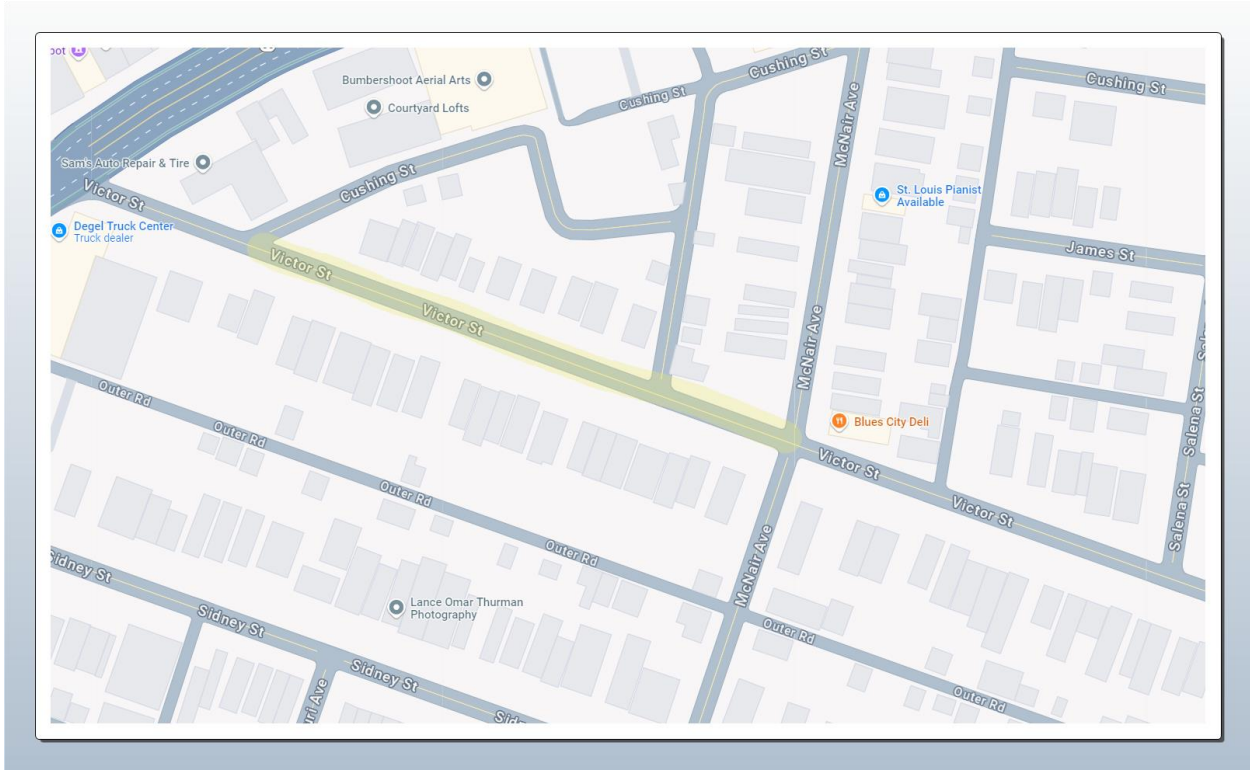 Bumbershoot Aerial Arts
Courtyard Lofts
Cushing St
Cushing St
McNair Ave
Cushing St
Sam's Auto Repair & Tire
Victor St
Cushing St
St. Louis Pianist
Available
Degel Truck Center
Truck dealer
James St
Victor St
Victor St
McNair Ave
Outer Rd
Blues City Deli
Outer Rd
Salena St
Victor St
Outer Rd
Victor St
Salena St
Outer Rd
McNair Ave
Sidney St
Lance Omar Thurman
Photography
Sidney St
Outer Rd
Sidney St
Outer Rd